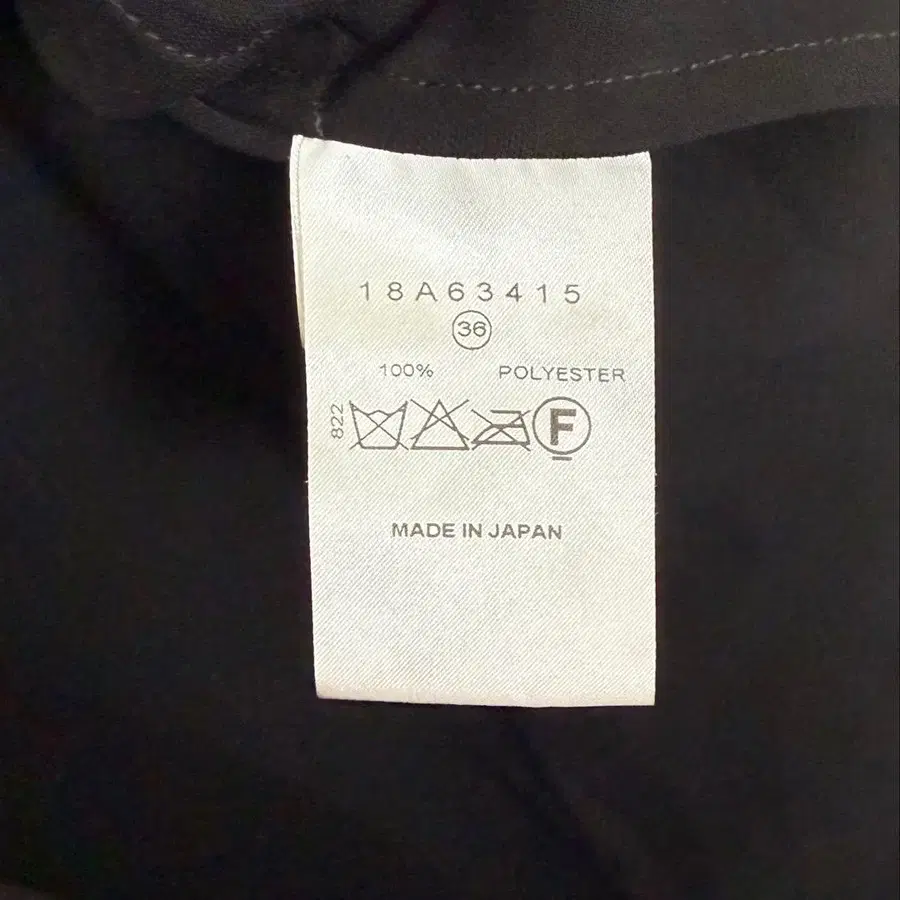 18A63415
36
100% POLYESTER
822
F
MADE IN JAPAN